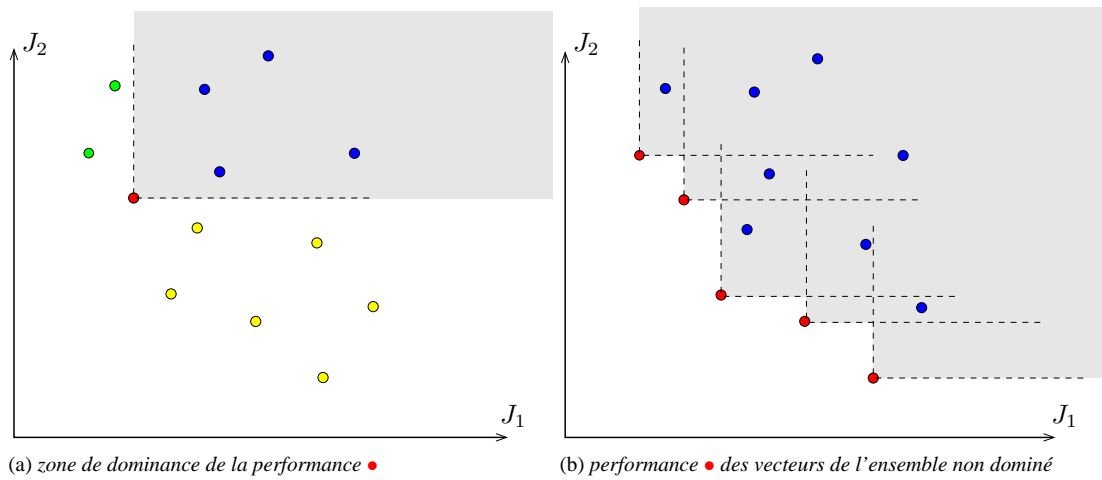 J2
J1
(a) zone de dominance de la performance ●
J2
J1
(b) performance ● des vecteurs de l'ensemble non dominé